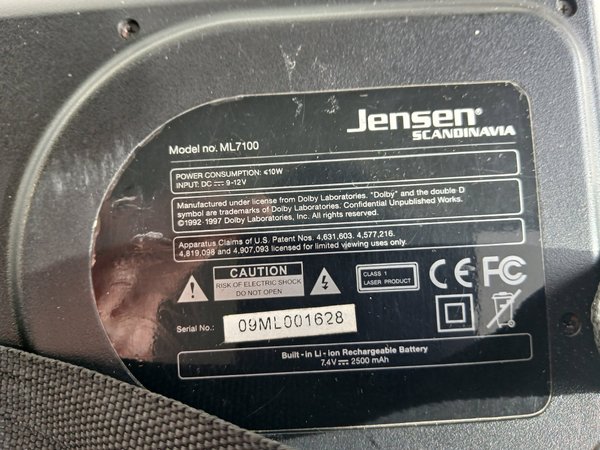 Jensen®
SCANDINAVIA
Model no. ML7100
POWER CONSUMPTION: ≤10W
INPUT: DC ⎓ 9-12V
Manufactured under license from Dolby Laboratories. "Dolby" and the double-D
symbol are trademarks of Dolby Laboratories. Confidential Unpublished Works.
©1992-1997 Dolby Laboratories, Inc. All rights reserved.
Apparatus Claims of U.S. Patent Nos. 4,631,603, 4,577,216,
4,819,098 and 4,907,093 licensed for limited viewing uses only.
CAUTION
RISK OF ELECTRIC SHOCK
DO NOT OPEN
CLASS 1
LASER PRODUCT
CE FC
Serial No.: 09ML001628
Built-in Li-ion Rechargeable Battery
7.4V ⎓ 2500 mAh